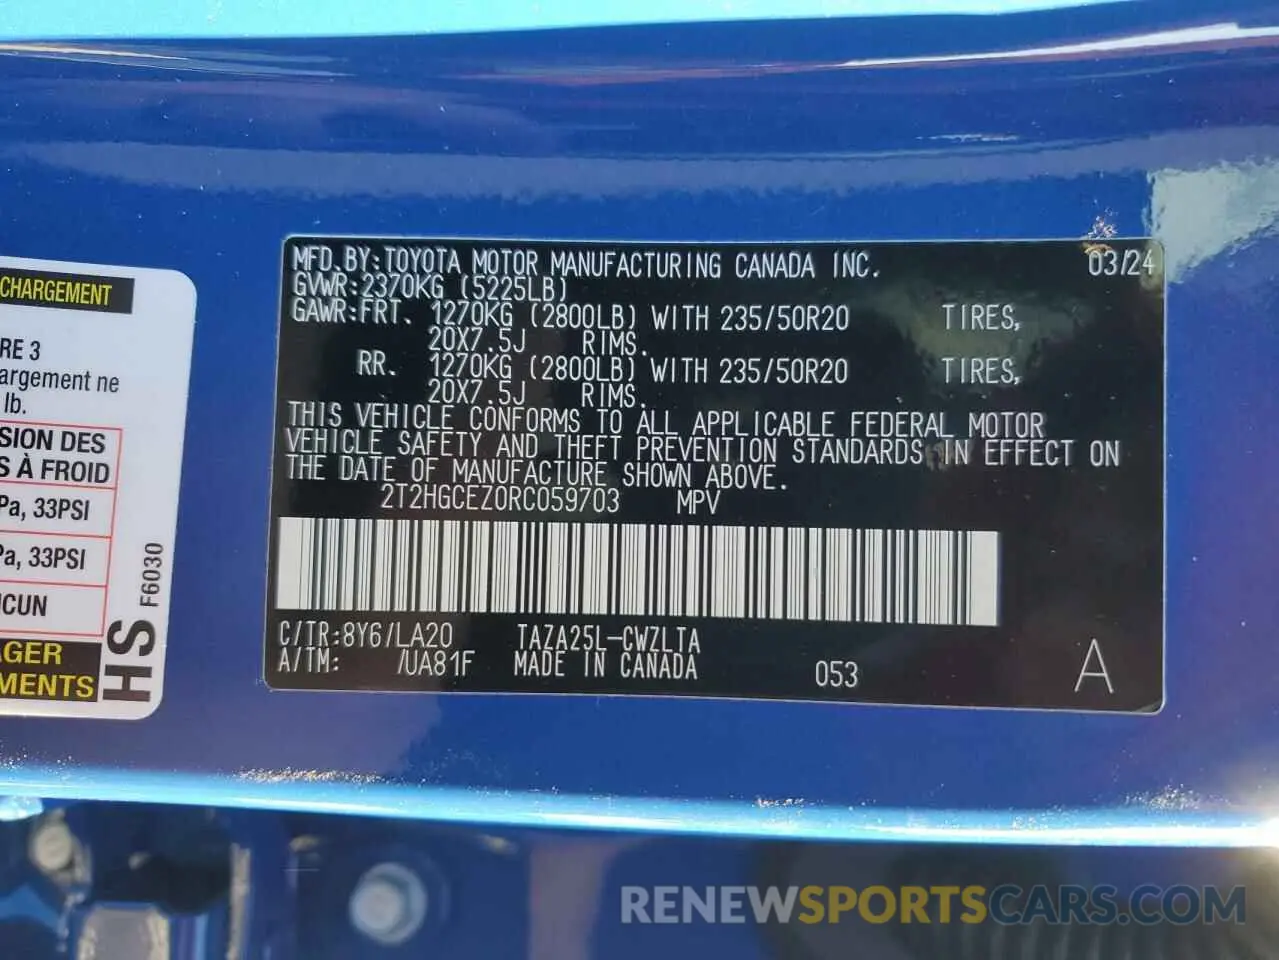 CHARGEMENT
RE 3
argement ne
lb.
SION DES
S À FROID
Pa, 33PSI
Pa, 33PSI
UCUN
AGER
MENTS
HS F6030
MFD.BY:TOYOTA MOTOR MANUFACTURING CANADA INC. 03/24
GVWR:2370KG (5225LB)
GAWR:FRT. 1270KG (2800LB) WITH 235/50R20 TIRES,
20X7.5J RIMS.
RR. 1270KG (2800LB) WITH 235/50R20 TIRES,
20X7.5J RIMS.
THIS VEHICLE CONFORMS TO ALL APPLICABLE FEDERAL MOTOR
VEHICLE SAFETY AND THEFT PREVENTION STANDARDS IN EFFECT ON
THE DATE OF MANUFACTURE SHOWN ABOVE.
2T2HGCEZ0RC059703 MPV
C/TR:8Y6/LA20 TAZA25L-CWZLTA
A/TM: /UA81F MADE IN CANADA 053 A
RENEWSPORTSCARS.COM